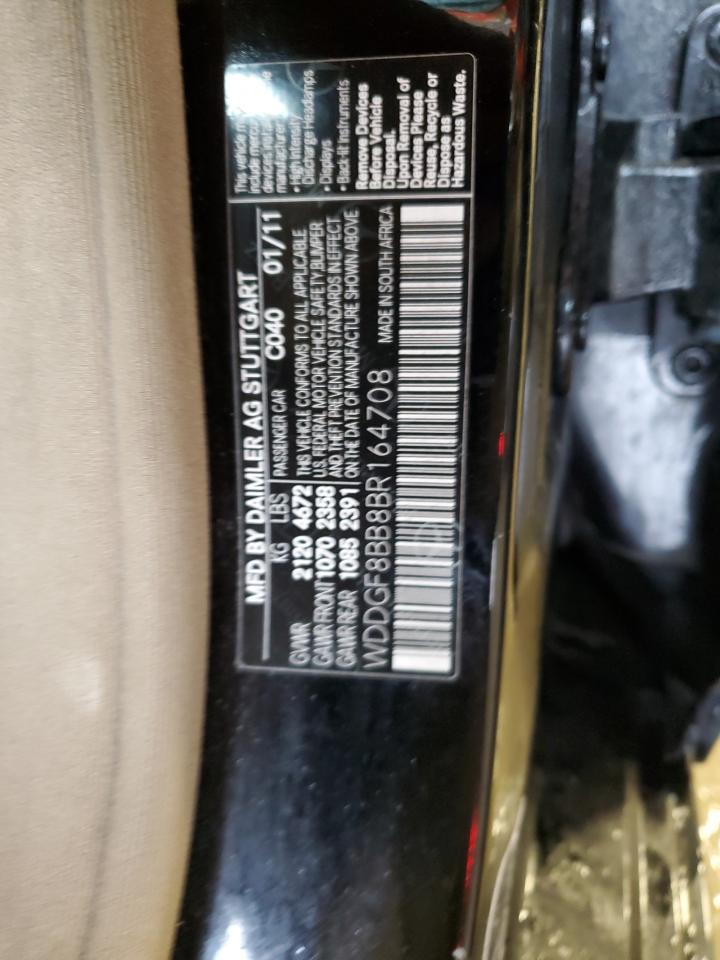 MFD BY DAIMLER AG STUTTGART
KG LBS PASSENGER CAR C040 01/11
GVWR 2120 4672 THIS VEHICLE CONFORMS TO ALL APPLICABLE
GAWR FRONT 1070 2358 U.S. FEDERAL MOTOR VEHICLE SAFETY, BUMPER
GAWR REAR 1085 2391 AND THEFT PREVENTION STANDARDS IN EFFECT
ON THE DATE OF MANUFACTURE SHOWN ABOVE
WDDGF8BB8BR164708 MADE IN SOUTH AFRICA
This vehicle
include
devices
manufacturer
• High Intensity
Discharge Headlamps
• Displays
• Back-lit Instruments
Remove Devices
Before Vehicle
Disposal.
Upon Removal of
Devices Please
Reuse, Recycle or
Dispose as
Hazardous Waste.